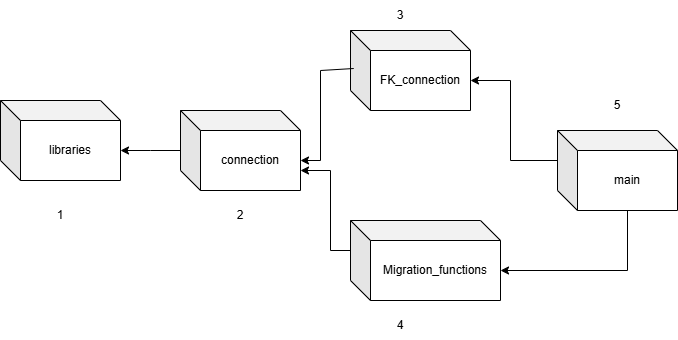 3
FK_connection
5
libraries
connection
main
1
2
Migration_functions
4